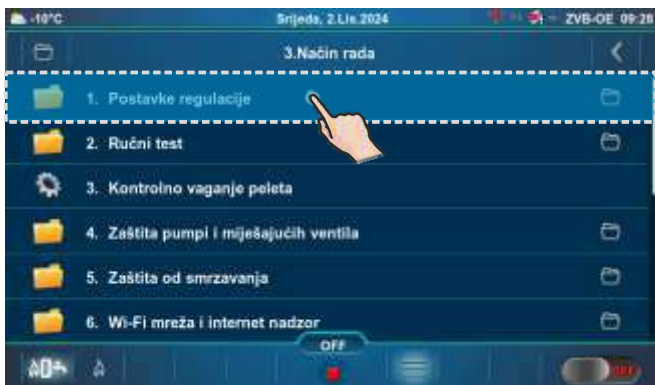 -10°C Srijeda, 2.Lis.2024 ZVB-OE 09:28
3.Način rada
1. Postavke regulacije
2. Ručni test
3. Kontrolno vaganje peleta
4. Zaštita pumpi i miješajućih ventila
5. Zaštita od smrzavanja
6. Wi-Fi mreža i internet nadzor
OFF
OFF